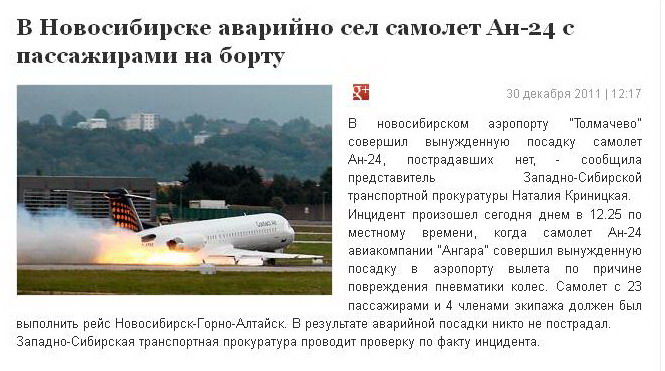 В Новосибирске аварийно сел самолет Ан-24 с
пассажирами на борту
g+
30 декабря 2011 | 12:17
В новосибирском аэропорту "Толмачево"
совершил вынужденную посадку самолет
Ан-24, пострадавших нет, - сообщила
представитель Западно-Сибирской
транспортной прокуратуры Наталия Криницкая.
Инцидент произошел сегодня днем в 12.25 по
местному времени, когда самолет Ан-24
авиакомпании "Ангара" совершил вынужденную
посадку в аэропорту вылета по причине
повреждения пневматики колес. Самолет с 23
пассажирами и 4 членами экипажа должен был
выполнить рейс Новосибирск-Горно-Алтайск. В результате аварийной посадки никто не пострадал.
Западно-Сибирская транспортная прокуратура проводит проверку по факту инцидента.
Contact Air